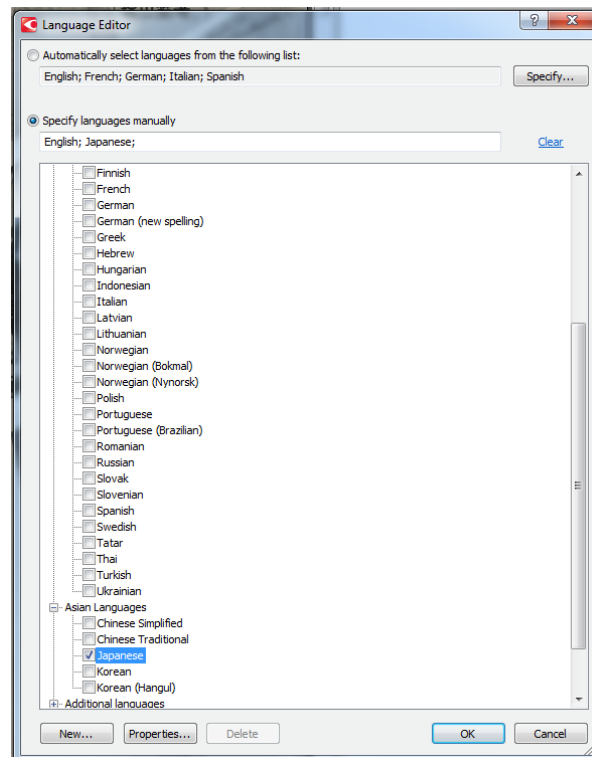 Language Editor
Automatically select languages from the following list:
English; French; German; Italian; Spanish
Specify...
Specify languages manually
English; Japanese;
Clear
Finnish
French
German
German (new spelling)
Greek
Hebrew
Hungarian
Indonesian
Italian
Latvian
Lithuanian
Norwegian
Norwegian (Bokmal)
Norwegian (Nynorsk)
Polish
Portuguese
Portuguese (Brazilian)
Romanian
Russian
Slovak
Slovenian
Spanish
Swedish
Tatar
Thai
Turkish
Ukrainian
Asian Languages
Chinese Simplified
Chinese Traditional
Japanese
Korean
Korean (Hangul)
Additional languages
New... Properties... Delete OK Cancel